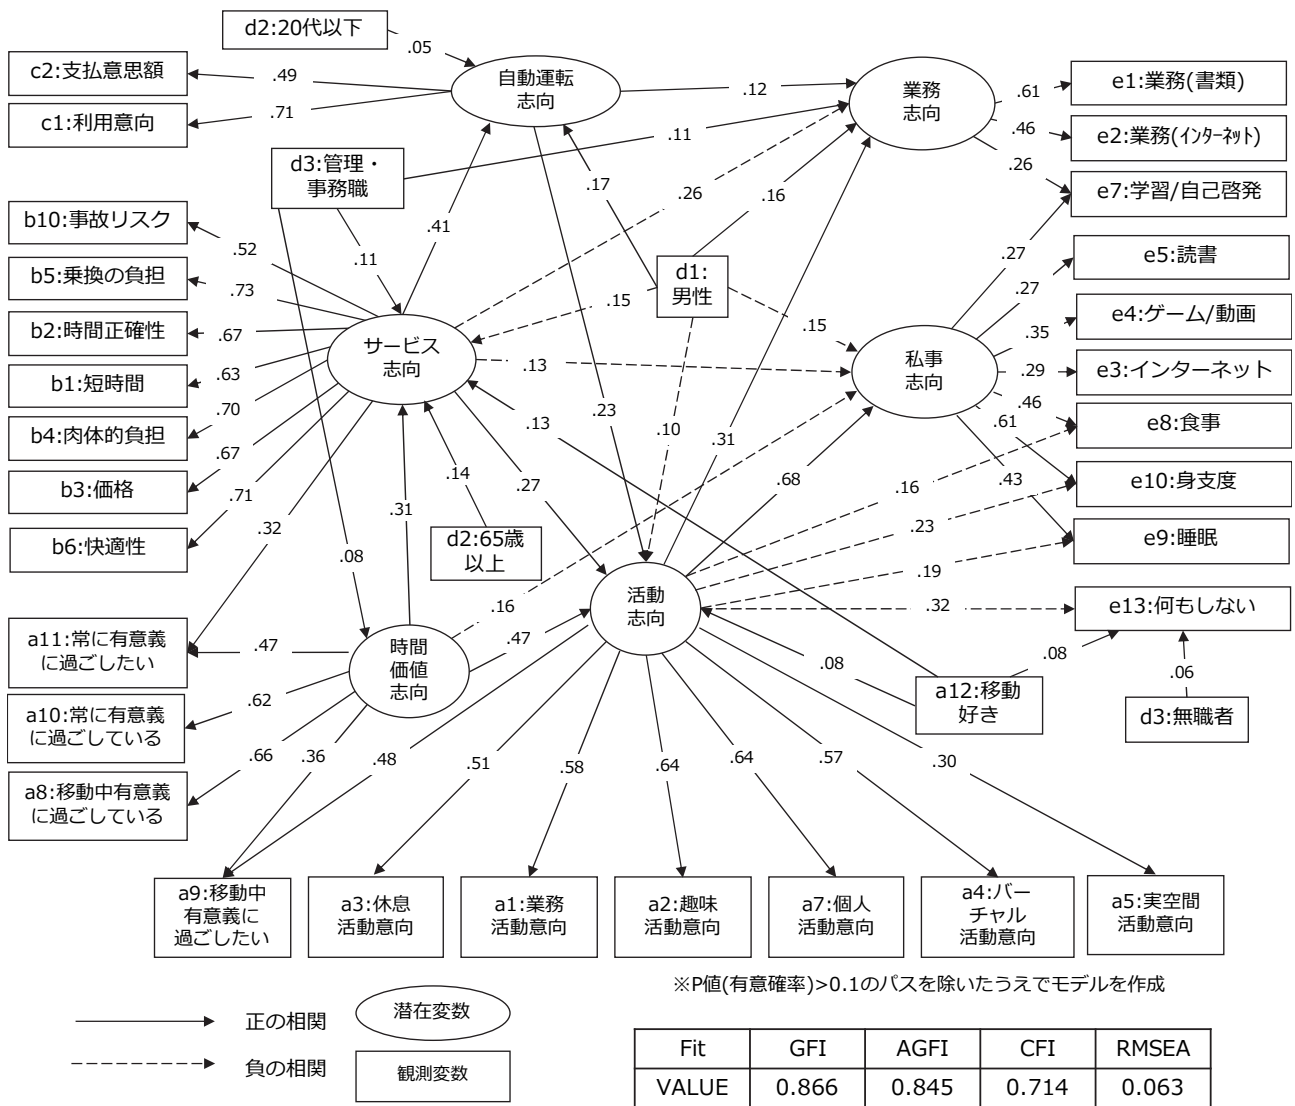 d2:20代以下
.05
c2:支払意思額
.49
自動運転
志向
.12
業務
志向
.61
e1:業務(書類)
c1:利用意向
.71
.11
.46
e2:業務(インターネット)
d3:管理・
事務職
.17
.26
.16
.26
e7:学習/自己啓発
b10:事故リスク
.52
.11
.41
.27
e5:読書
b5:乗換の負担
.73
d1:
男性
.27
b2:時間正確性
.67
.15
.15
.35
e4:ゲーム/動画
サービス
志向
.13
私事
志向
.29
e3:インターネット
b1:短時間
.63
.46
e8:食事
b4:肉体的負担
.70
.23
.13
.10
.31
.61
b3:価格
.67
.14
.27
.68
.16
.43
e10:身支度
b6:快適性
.71
.32
.31
d2:65歳
以上
.23
e9:睡眠
.08
.19
.16
活動
志向
.32
e13:何もしない
a11:常に有意義
に過ごしたい
.47
時間
価値
志向
.47
.08
.08
.06
a10:常に有意義
に過ごしている
.62
a12:移動
好き
d3:無職者
a8:移動中有意義
に過ごしている
.66
.36
.48
.51
.58
.64
.64
.57
.30
a9:移動中
有意義に
過ごしたい
a3:休息
活動意向
a1:業務
活動意向
a2:趣味
活動意向
a7:個人
活動意向
a4:バー
チャル
活動意向
a5:実空間
活動意向
※P値(有意確率)>0.1のパスを除いたうえでモデルを作成
正の相関
潜在変数
負の相関
観測変数
Fit GFI AGFI CFI RMSEA
VALUE 0.866 0.845 0.714 0.063